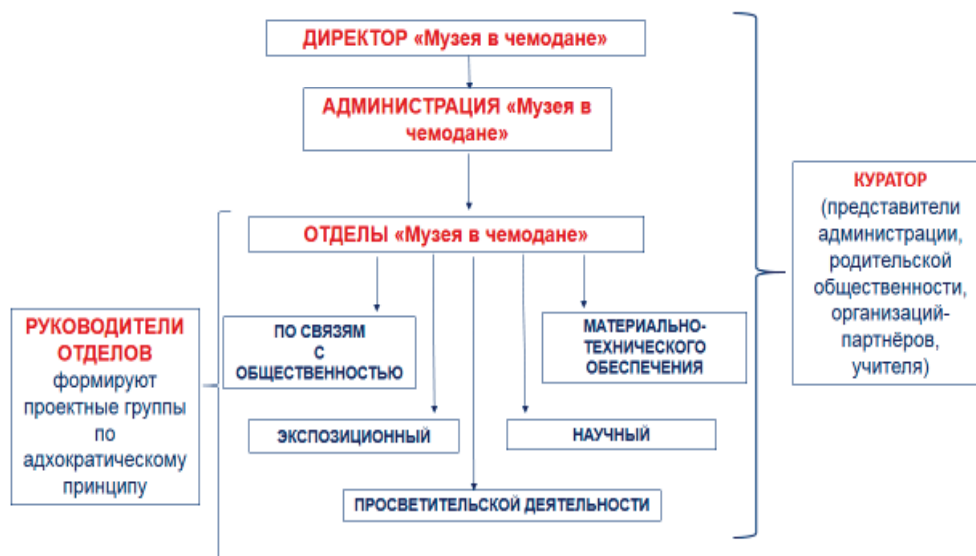 ДИРЕКТОР «Музея в чемодане»
АДМИНИСТРАЦИЯ «Музея в
чемодане»
ОТДЕЛЫ «Музея в чемодане»
ПО СВЯЗЯМ
С
ОБЩЕСТВЕННОСТЬЮ
МАТЕРИАЛЬНО-
ТЕХНИЧЕСКОГО
ОБЕСПЕЧЕНИЯ
ЭКСПОЗИЦИОННЫЙ
НАУЧНЫЙ
ПРОСВЕТИТЕЛЬСКОЙ ДЕЯТЕЛЬНОСТИ
РУКОВОДИТЕЛИ
ОТДЕЛОВ
формируют
проектные группы
по
адхократическому
принципу
КУРАТОР
(представители
администрации,
родительской
общественности,
организаций-
партнёров,
учителя)